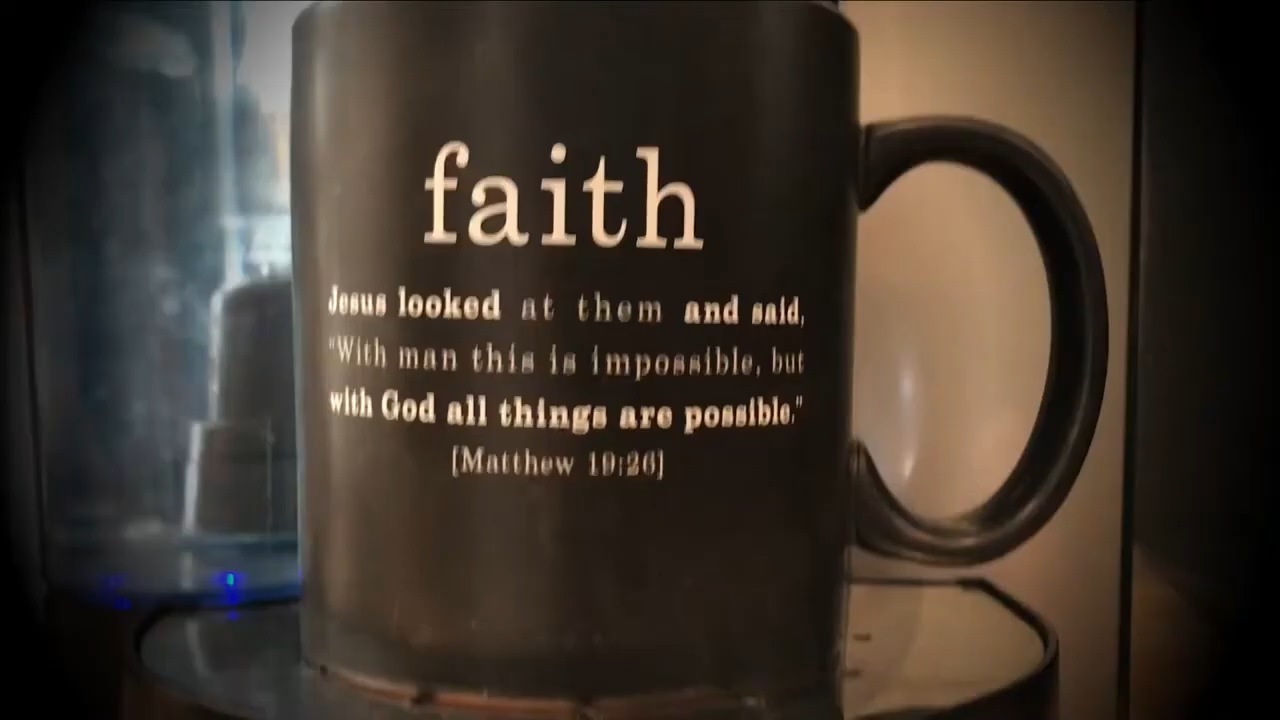 faith
Jesus looked at them and said,
"With man this is impossible, but
with God all things are possible."
[Matthew 19:26]